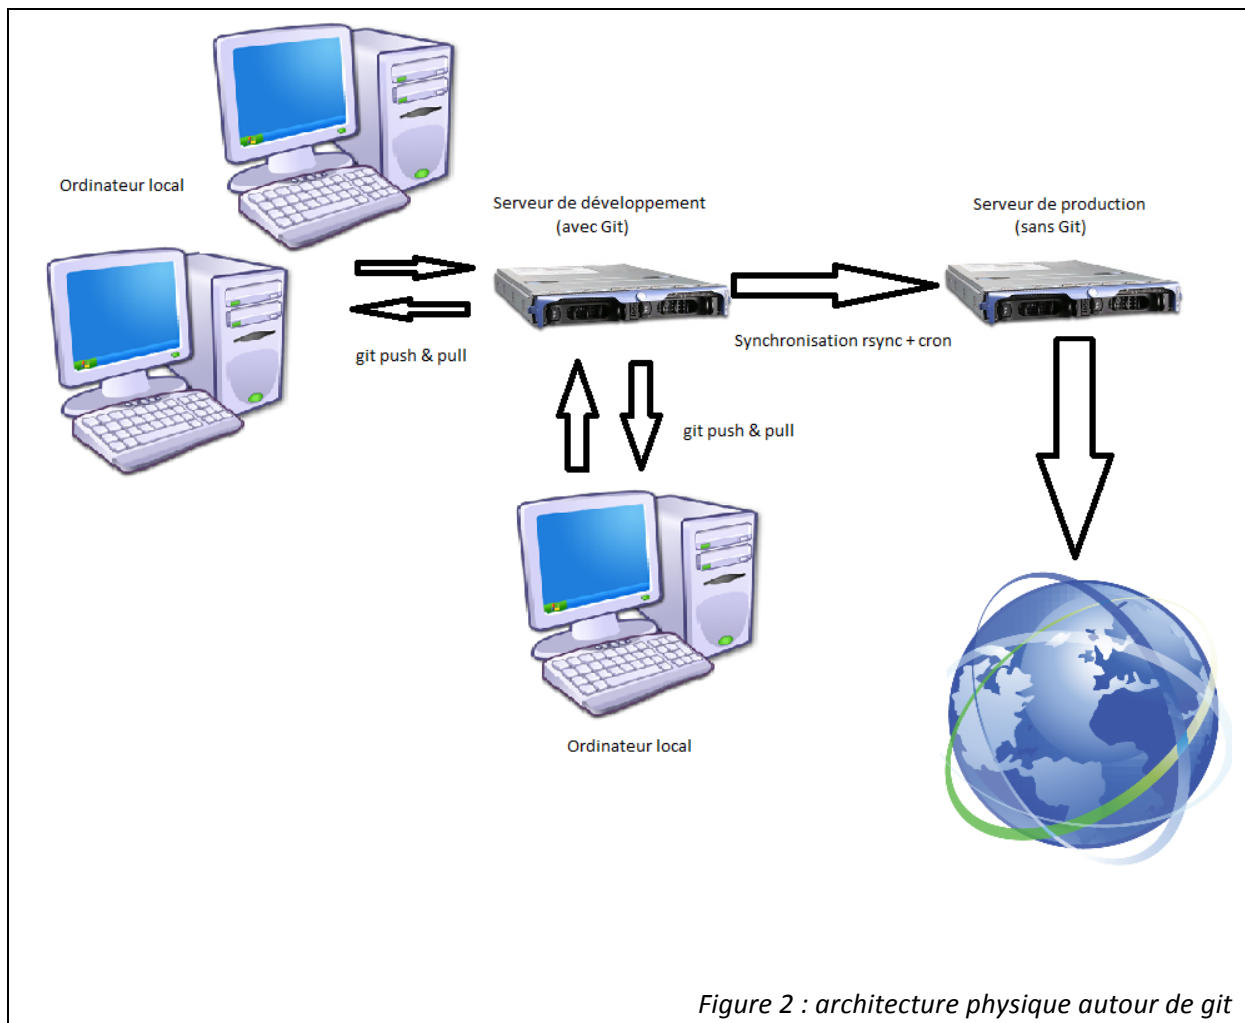 Ordinateur local
Serveur de développement
(avec Git)
Serveur de production
(sans Git)
git push & pull
Synchronisation rsync + cron
git push & pull
Ordinateur local
Figure 2 : architecture physique autour de git